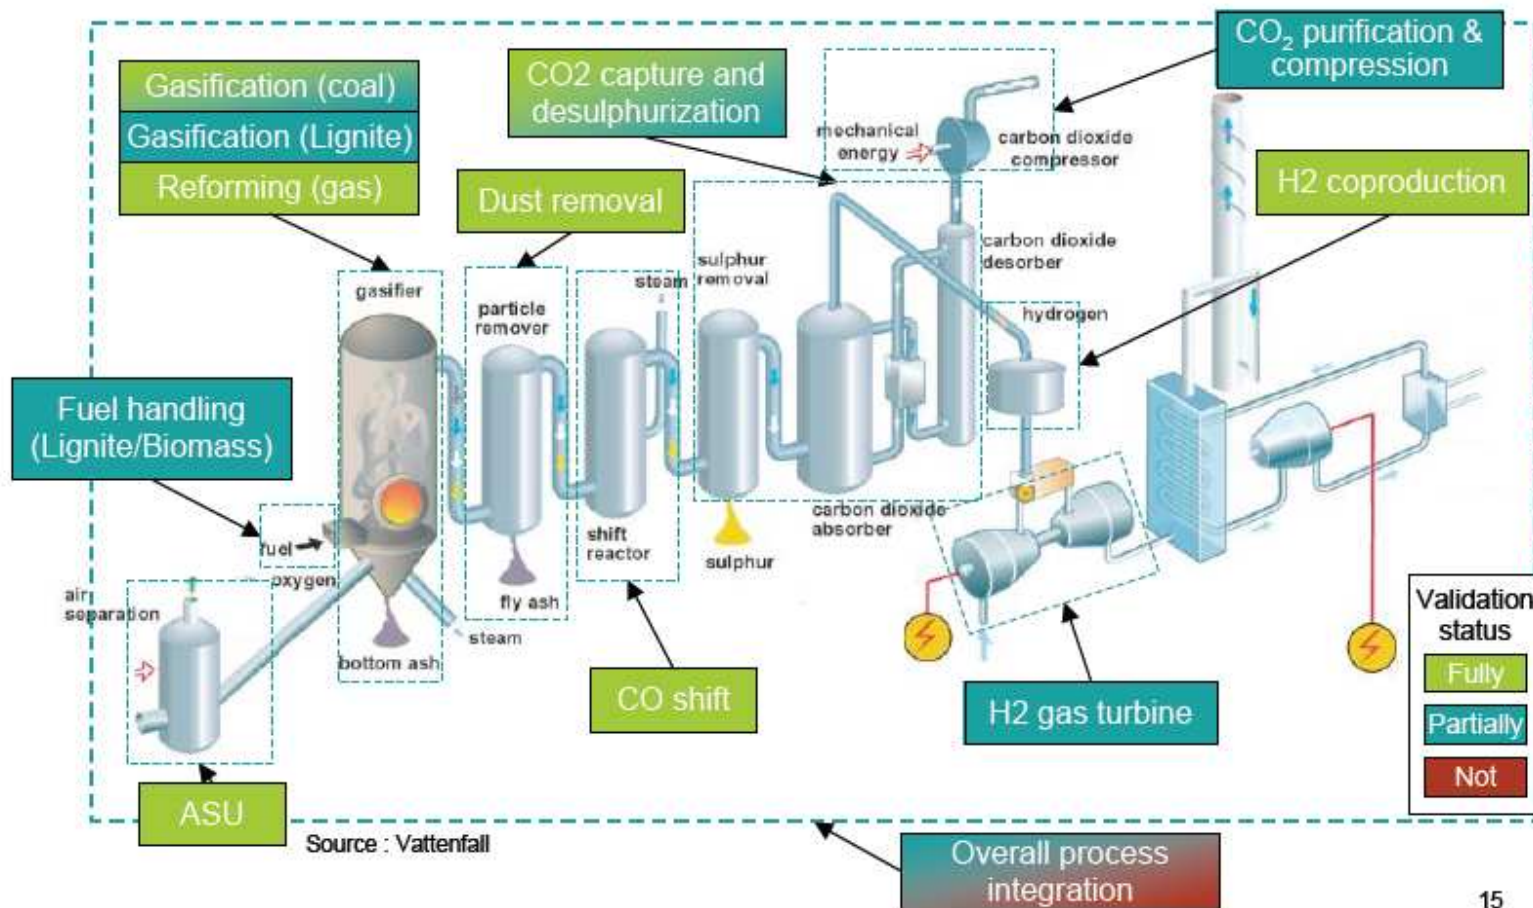 CO2 purification &
compression
Gasification (coal)
Gasification (Lignite)
Reforming (gas)
CO2 capture and
desulphurization
mechanical
energy
carbon dioxide
compressor
H2 coproduction
Dust removal
carbon dioxide
desorber
sulphur
removal
steam
gasifier
particle
remover
hydrogen
Fuel handling
(Lignite/Biomass)
fuel
oxygen
shift
reactor
carbon dioxide
absorber
sulphur
air
separation
fly ash
steam
bottom ash
CO shift
H2 gas turbine
Validation
status
Fully
Partially
Not
ASU
Source : Vattenfall
Overall process
integration
15